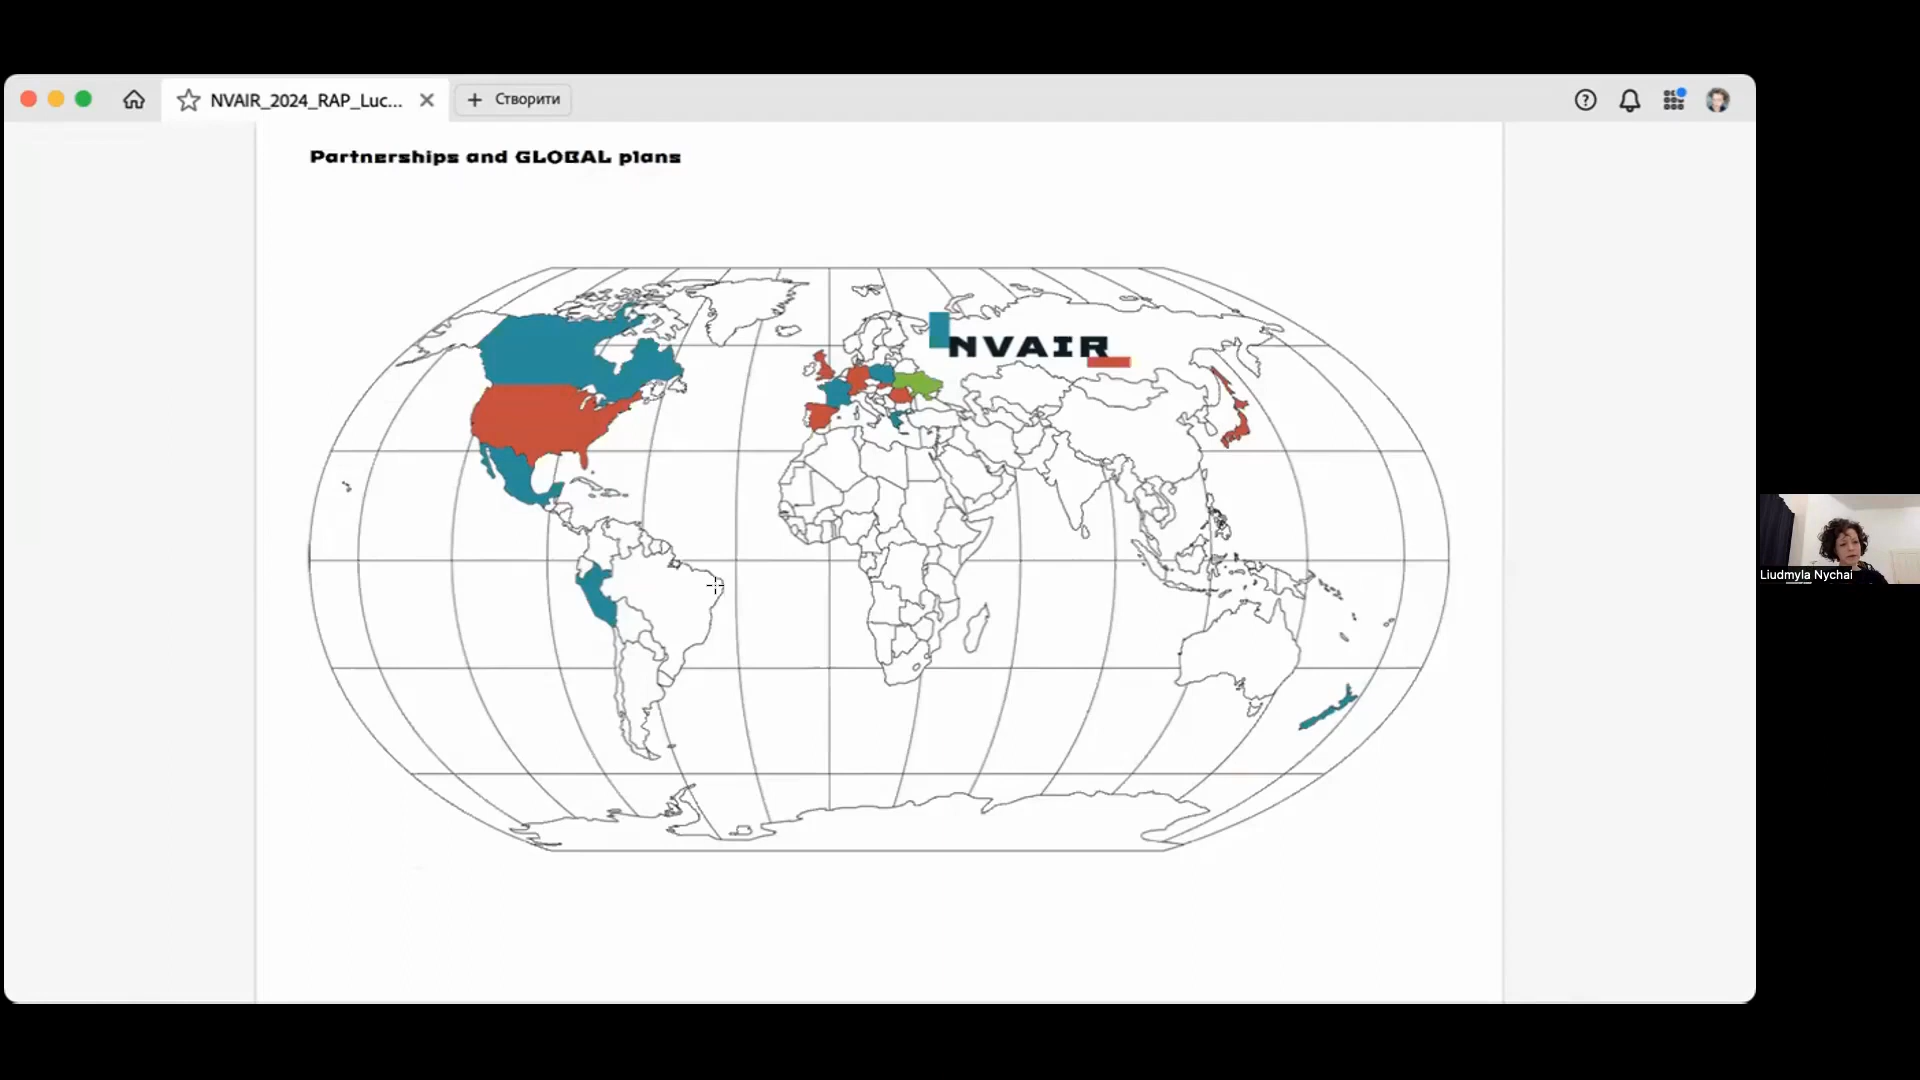 NVAIR_2024_RAP_Luc...
Створити
Partnerships and GLOBAL plans
NVAIR
Liudmyla Nychai